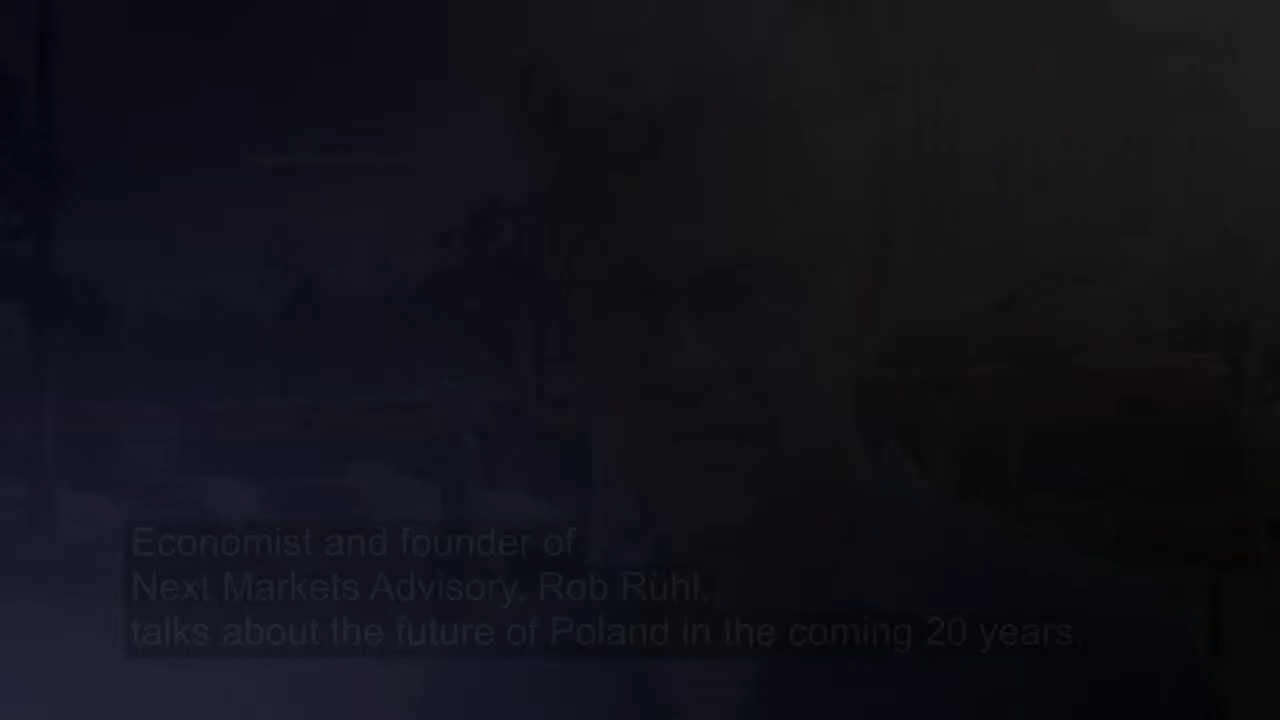 Economist and founder of
Next Markets Advisory, Rob Rühl,
talks about the future of Poland in the coming 20 years.